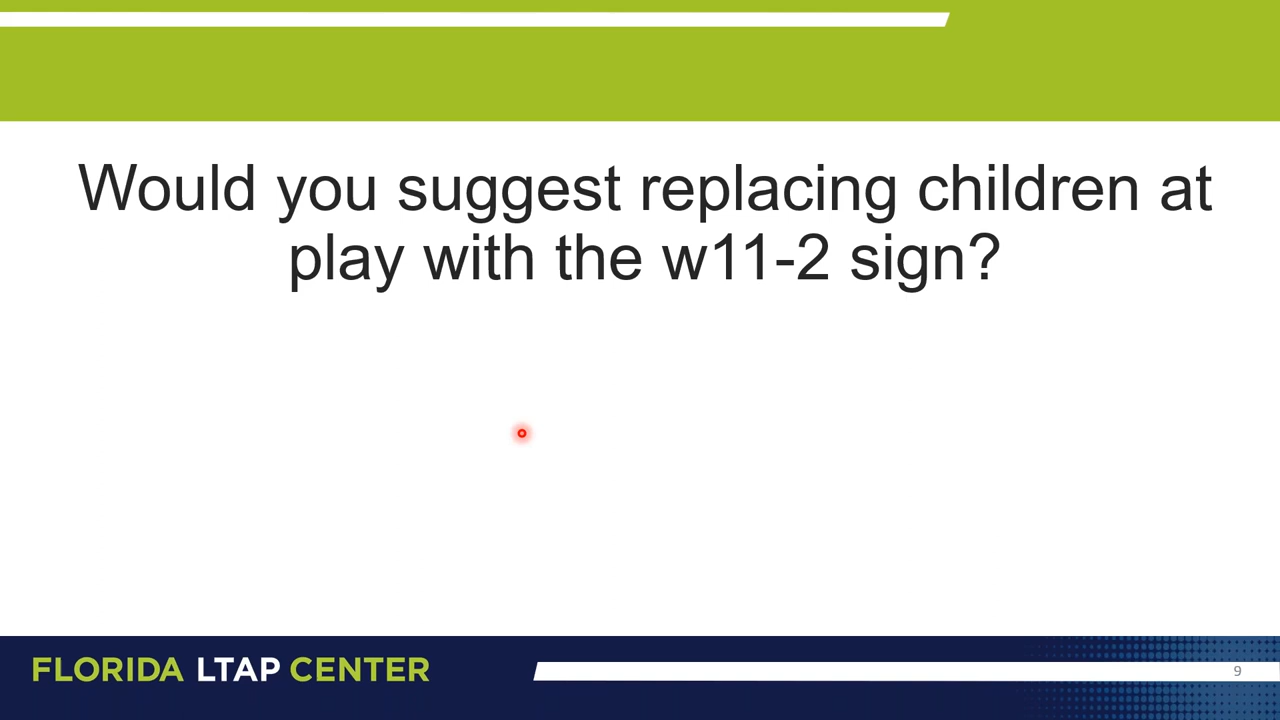 Would you suggest replacing children at
play with the w11-2 sign?
FLORIDA LTAP CENTER
9